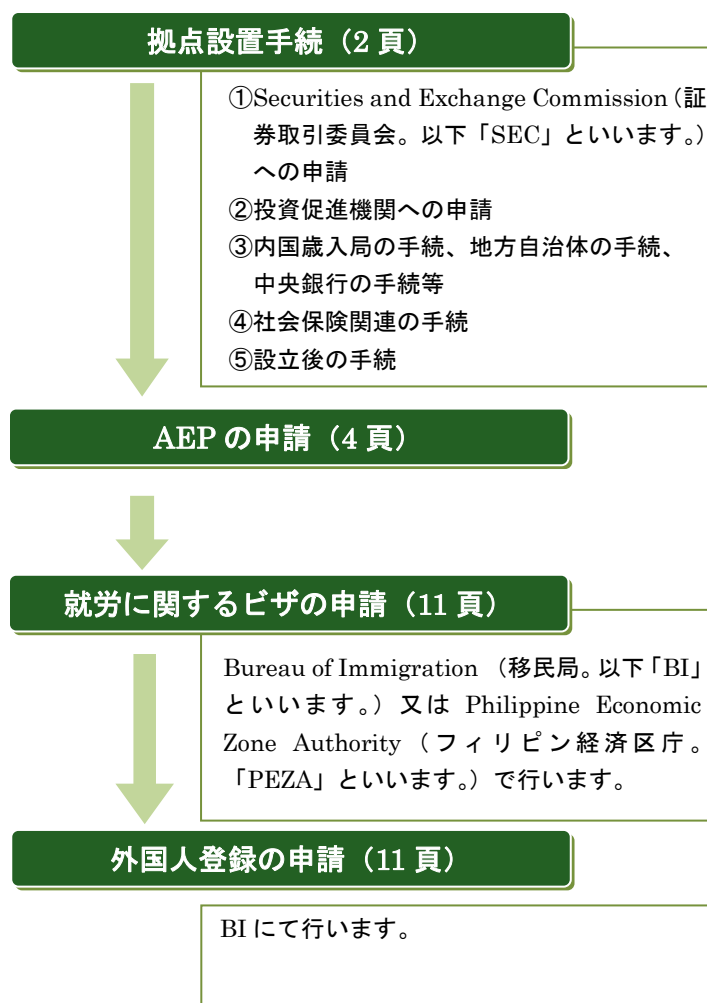 拠点設置手続（2 頁）
①Securities and Exchange Commission（証
券取引委員会。以下「SEC」といいます。）
への申請
②投資促進機関への申請
③内国歳入局の手続、地方自治体の手続、
中央銀行の手続等
④社会保険関連の手続
⑤設立後の手続
AEP の申請（4 頁）
就労に関するビザの申請（11 頁）
Bureau of Immigration （移民局。以下「BI」
といいます。）又は Philippine Economic
Zone Authority（フィリピン経済区庁。
「PEZA」といいます。）で行います。
外国人登録の申請（11 頁）
BI にて行います。